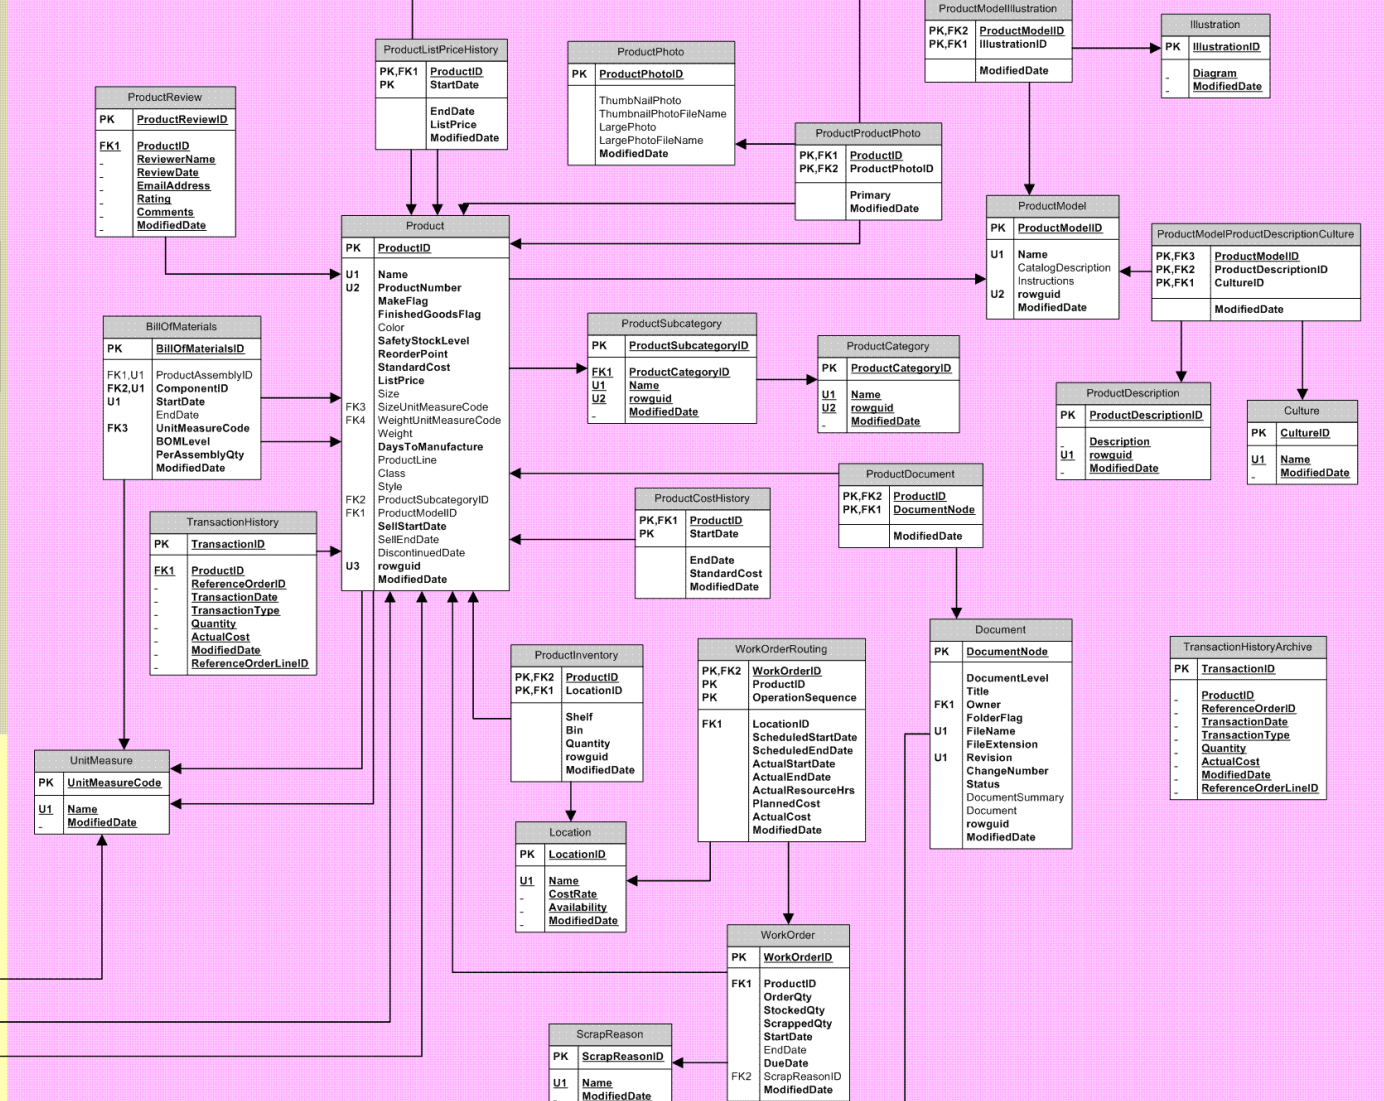 ProductModelIllustration
PK,FK2 ProductModelID
PK,FK1 IllustrationID
ModifiedDate
Illustration
PK IllustrationID
Diagram
ModifiedDate
ProductListPriceHistory
PK,FK1 ProductID
PK StartDate
EndDate
ListPrice
ModifiedDate
ProductPhoto
PK ProductPhotoID
ThumbNailPhoto
ThumbnailPhotoFileName
LargePhoto
LargePhotoFileName
ModifiedDate
ProductReview
PK ProductReviewID
FK1 ProductID
ReviewerName
ReviewDate
EmailAddress
Rating
Comments
ModifiedDate
ProductProductPhoto
PK,FK1 ProductID
PK,FK2 ProductPhotoID
Primary
ModifiedDate
ProductModel
PK ProductModelID
U1 Name
CatalogDescription
Instructions
U2 rowguid
ModifiedDate
ProductModelProductDescriptionCulture
PK,FK3 ProductModelID
PK,FK2 ProductDescriptionID
PK,FK1 CultureID
ModifiedDate
Product
PK ProductID
U1 Name
U2 ProductNumber
MakeFlag
FinishedGoodsFlag
Color
SafetyStockLevel
ReorderPoint
StandardCost
ListPrice
Size
FK3 SizeUnitMeasureCode
FK4 WeightUnitMeasureCode
Weight
DaysToManufacture
ProductLine
Class
Style
FK2 ProductSubcategoryID
FK1 ProductModelID
SellStartDate
SellEndDate
DiscontinuedDate
U3 rowguid
ModifiedDate
BillOfMaterials
PK BillOfMaterialsID
FK1,U1 ProductAssemblyID
FK2,U1 ComponentID
U1 StartDate
EndDate
FK3 UnitMeasureCode
BOMLevel
PerAssemblyQty
ModifiedDate
ProductSubcategory
PK ProductSubcategoryID
FK1 ProductCategoryID
U1 Name
U2 rowguid
ModifiedDate
ProductCategory
PK ProductCategoryID
U1 Name
U2 rowguid
ModifiedDate
ProductDescription
PK ProductDescriptionID
Description
U1 rowguid
ModifiedDate
Culture
PK CultureID
U1 Name
ModifiedDate
ProductDocument
PK,FK2 ProductID
PK,FK1 DocumentNode
ModifiedDate
ProductCostHistory
PK,FK1 ProductID
PK StartDate
EndDate
StandardCost
ModifiedDate
TransactionHistory
PK TransactionID
FK1 ProductID
ReferenceOrderID
TransactionDate
TransactionType
Quantity
ActualCost
ModifiedDate
ReferenceOrderLineID
Document
PK DocumentNode
DocumentLevel
Title
FK1 Owner
FolderFlag
U1 FileName
FileExtension
U1 Revision
ChangeNumber
Status
DocumentSummary
Document
rowguid
ModifiedDate
TransactionHistoryArchive
PK TransactionID
ProductID
ReferenceOrderID
TransactionDate
TransactionType
Quantity
ActualCost
ModifiedDate
ReferenceOrderLineID
ProductInventory
PK,FK2 ProductID
PK,FK1 LocationID
Shelf
Bin
Quantity
rowguid
ModifiedDate
WorkOrderRouting
PK,FK2 WorkOrderID
PK ProductID
PK OperationSequence
FK1 LocationID
ScheduledStartDate
ScheduledEndDate
ActualStartDate
ActualEndDate
ActualResourceHrs
PlannedCost
ActualCost
ModifiedDate
UnitMeasure
PK UnitMeasureCode
U1 Name
ModifiedDate
Location
PK LocationID
U1 Name
CostRate
Availability
ModifiedDate
WorkOrder
PK WorkOrderID
FK1 ProductID
OrderQty
StockedQty
ScrappedQty
StartDate
EndDate
DueDate
FK2 ScrapReasonID
ModifiedDate
ScrapReason
PK ScrapReasonID
U1 Name
ModifiedDate